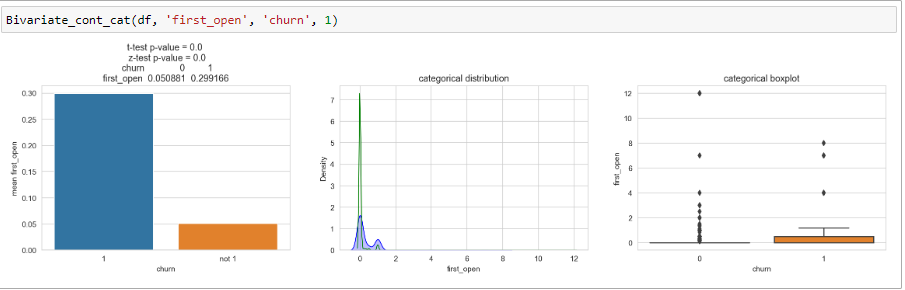 Bivariate_cont_cat(df, 'first_open', 'churn', 1)
t-test p-value = 0.0
z-test p-value = 0.0
churn 0 1
first_open 0.050881 0.299166
mean first_open
0.30
0.25
0.20
0.15
0.10
0.05
0.00
1 not 1
churn
categorical distribution
Density
7
6
5
4
3
2
1
0
0 2 4 6 8 10 12
first_open
categorical boxplot
first_open
12
10
8
6
4
2
0
0 1
churn